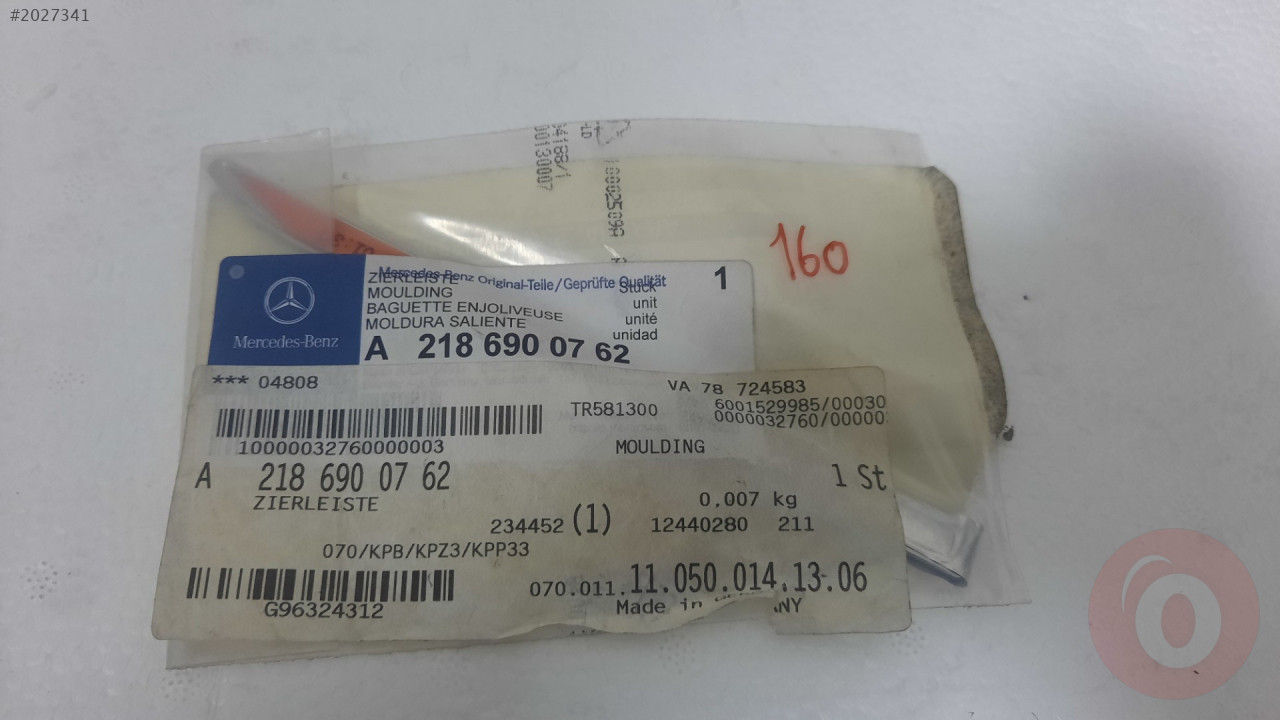 #2027341
160
Mercedes-Benz Original-Teile/Geprüfte Qualität
ZIERLEISTE
MOULDING
BAGUETTE ENJOLIVEUSE
MOLDURA SALIENTE
1
Stück
unit
unité
unidad
Mercedes-Benz
A 218 690 07 62
*** 04808
VA 78 724583
TR581300
6001529985/00030
0000032760/00000
10000032760000003
MOULDING
A 218 690 07 62
1 St
ZIERLEISTE
0,007 kg
234452 (1) 12440280 211
070/KPB/KPZ3/KPP33
070.011.11.050.014.13.06
G96324312
Made in